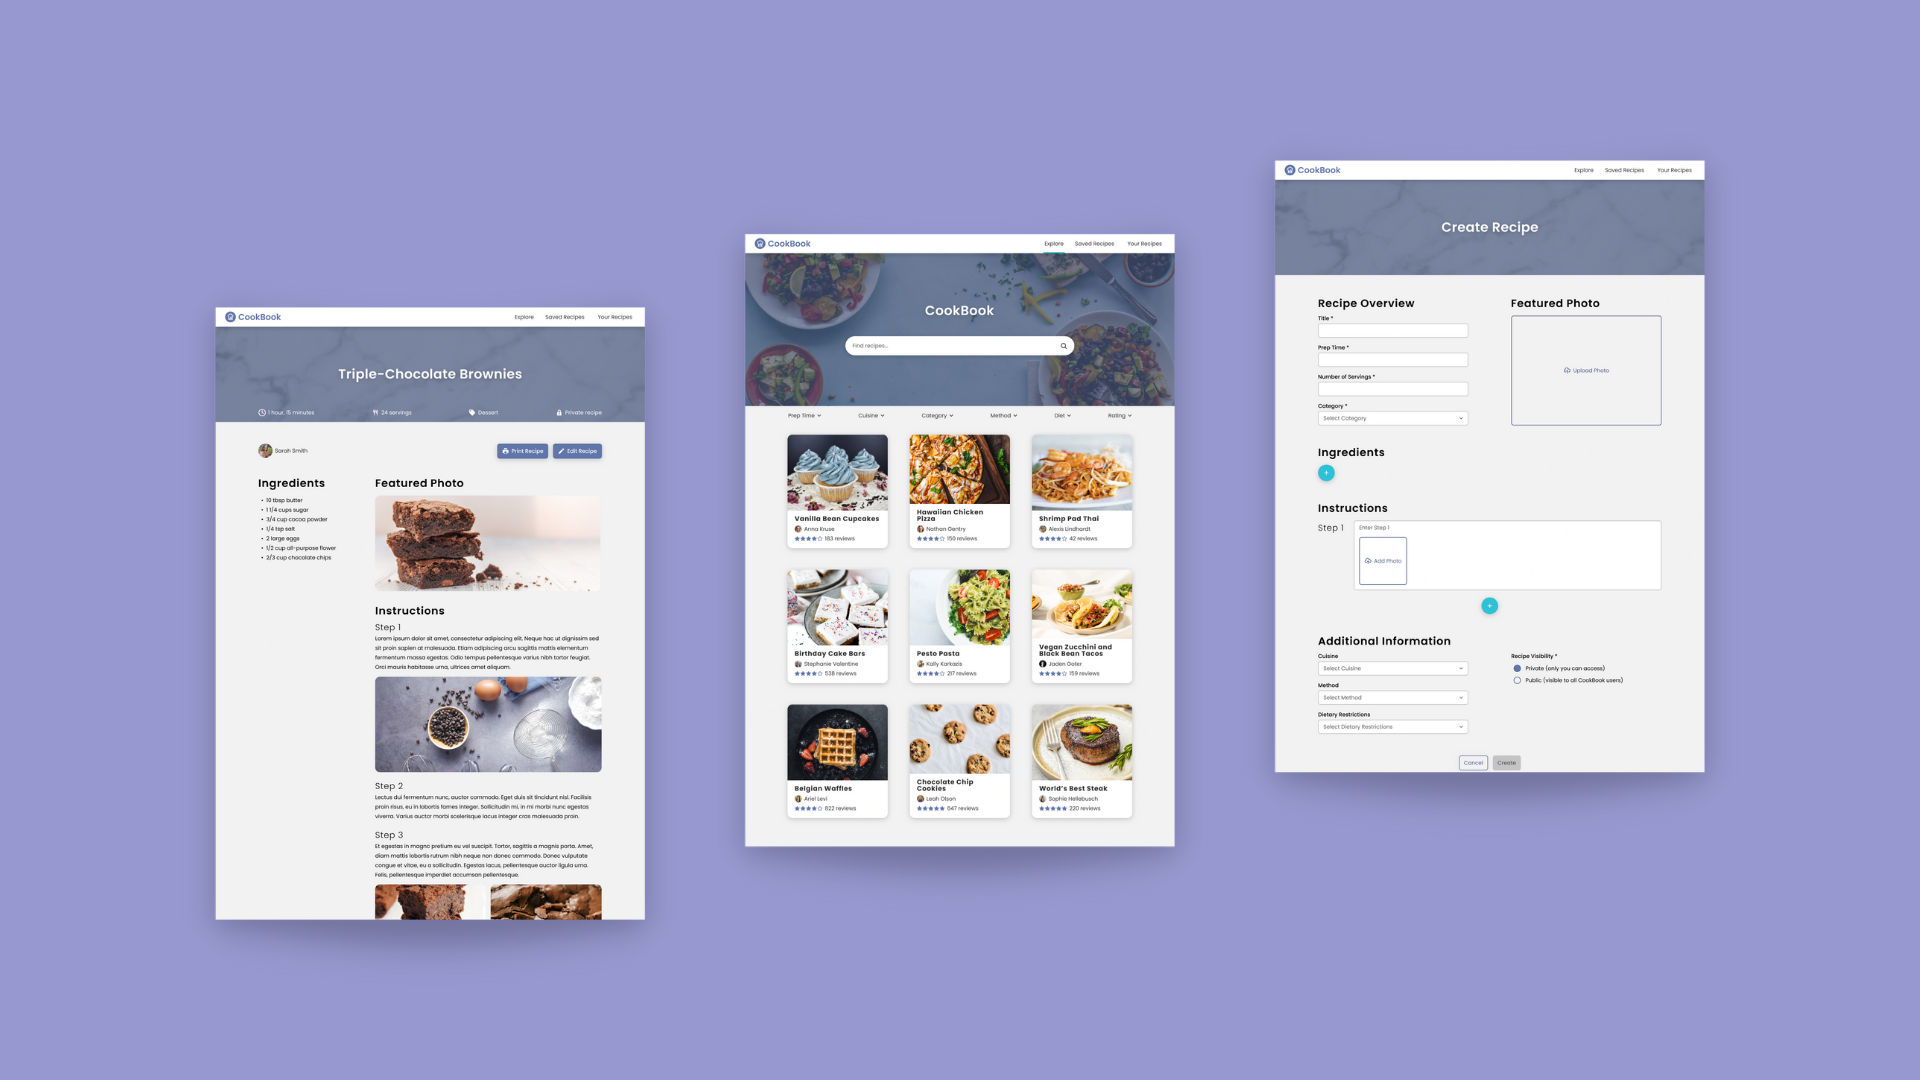 CookBook
Explore Saved Recipes Your Recipes
Triple-Chocolate Brownies
1 hour, 15 minutes
24 servings
Dessert
Private recipe
Sarah Smith
Print Recipe
Edit Recipe
Ingredients
• 10 tbsp butter
• 1 1/4 cups sugar
• 3/4 cup cacoa powder
• 1/4 tsp salt
• 2 large eggs
• 1/2 cup all-purpose flower
• 2/3 cup chocolate chips
Featured Photo
Instructions
Step 1
Lorem ipsum dolor sit amet, consectetur adipiscing elit. Neque hac ut dignissim sed
sit proin sapien at malesuada. Etiam adipiscing arcu sagittis mattis elementum
fermentum massa egestas. Odio tempus pellentesque varius nibh tortor feugiat.
Orci mauris habitasse urna, ultrices amet aliquam.
Step 2
Lectus dui fermentum nunc, auctor commodo. Eget duis sit tincidunt nisl. Facilisis
proin risus, eu in lobortis fames integer. Sollicitudin mi, in mi morbi nunc egestas
viverra. Varius auctor morbi scelerisque lacus integer cras malesuada proin.
Step 3
Et egestas in magna pretium eu vel suscipit. Tortor, sagittis a magnis porta. Amet,
diam mattis lobortis rutrum nibh neque non donec commodo. Donec vulputate
congue et vitae, eu a sollicitudin. Egestas lacus, pellentesque auctor ligula urna.
Felis, pellentesque imperdiet accumsan pellentesque.
CookBook
Explore Saved Recipes Your Recipes
CookBook
Find recipes...
Prep Time
Cuisine
Category
Method
Diet
Rating
Vanilla Bean Cupcakes
Anna Kruse
183 reviews
Hawaiian Chicken
Pizza
Nathan Gentry
150 reviews
Shrimp Pad Thai
Alexis Lindhardt
42 reviews
Birthday Cake Bars
Stephanie Valentine
538 reviews
Pesto Pasta
Kally Karkazis
217 reviews
Vegan Zucchini and
Black Bean Tacos
Jaden Goter
159 reviews
Belgian Waffles
Ariel Levi
822 reviews
Chocolate Chip
Cookies
Leah Olson
647 reviews
World's Best Steak
Sophia Hellebusch
220 reviews
CookBook
Explore Saved Recipes Your Recipes
Create Recipe
Recipe Overview
Title *
Prep Time *
Number of Servings *
Category *
Select Category
Featured Photo
Upload Photo
Ingredients
+
Instructions
Step 1
Enter Step 1
Add Photo
+
Additional Information
Cuisine
Select Cuisine
Method
Select Method
Dietary Restrictions
Select Dietary Restrictions
Recipe Visibility *
Private (only you can access)
Public (visible to all CookBook users)
Cancel
Create